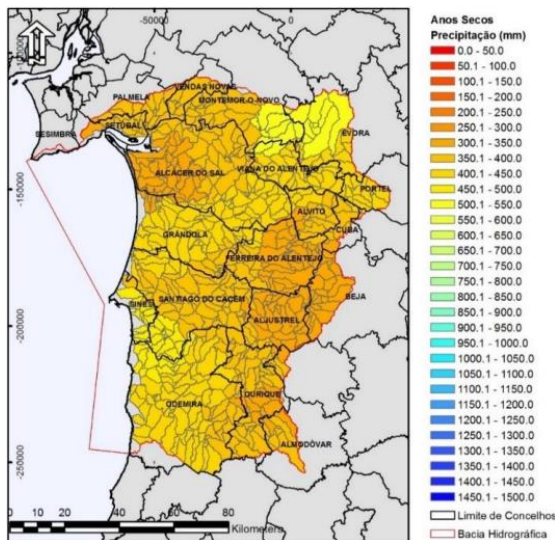 -50000
0
-100000
-150000
-200000
-250000
VENDAS NOVAS
PALMELA
MONTEMOR-O-NOVO
SESIMBRA
SETÚBAL
ÉVORA
ALCÁCER DO SAL
VIANA DO ALENTEJO
PORTEL
ALVITO
CUBA
GRÂNDOLA
FERREIRA DO ALENTEJO
BEJA
SINES
SANTIAGO DO CACÉM
ALJUSTREL
ODEMIRA
OURIQUE
ALMODÔVAR
0 10 20 40 60 80
Kilometers
Anos Secos
Precipitação (mm)
0.0 - 50.0
50.1 - 100.0
100.1 - 150.0
150.1 - 200.0
200.1 - 250.0
250.1 - 300.0
300.1 - 350.0
350.1 - 400.0
400.1 - 450.0
450.1 - 500.0
500.1 - 550.0
550.1 - 600.0
600.1 - 650.0
650.1 - 700.0
700.1 - 750.0
750.1 - 800.0
800.1 - 850.0
850.1 - 900.0
900.1 - 950.0
950.1 - 1000.0
1000.1 - 1050.0
1050.1 - 1100.0
1100.1 - 1150.0
1150.1 - 1200.0
1200.1 - 1250.0
1250.1 - 1300.0
1300.1 - 1350.0
1350.1 - 1400.0
1400.1 - 1450.0
1450.1 - 1500.0
Limite de Concelhos
Bacia Hidrográfica